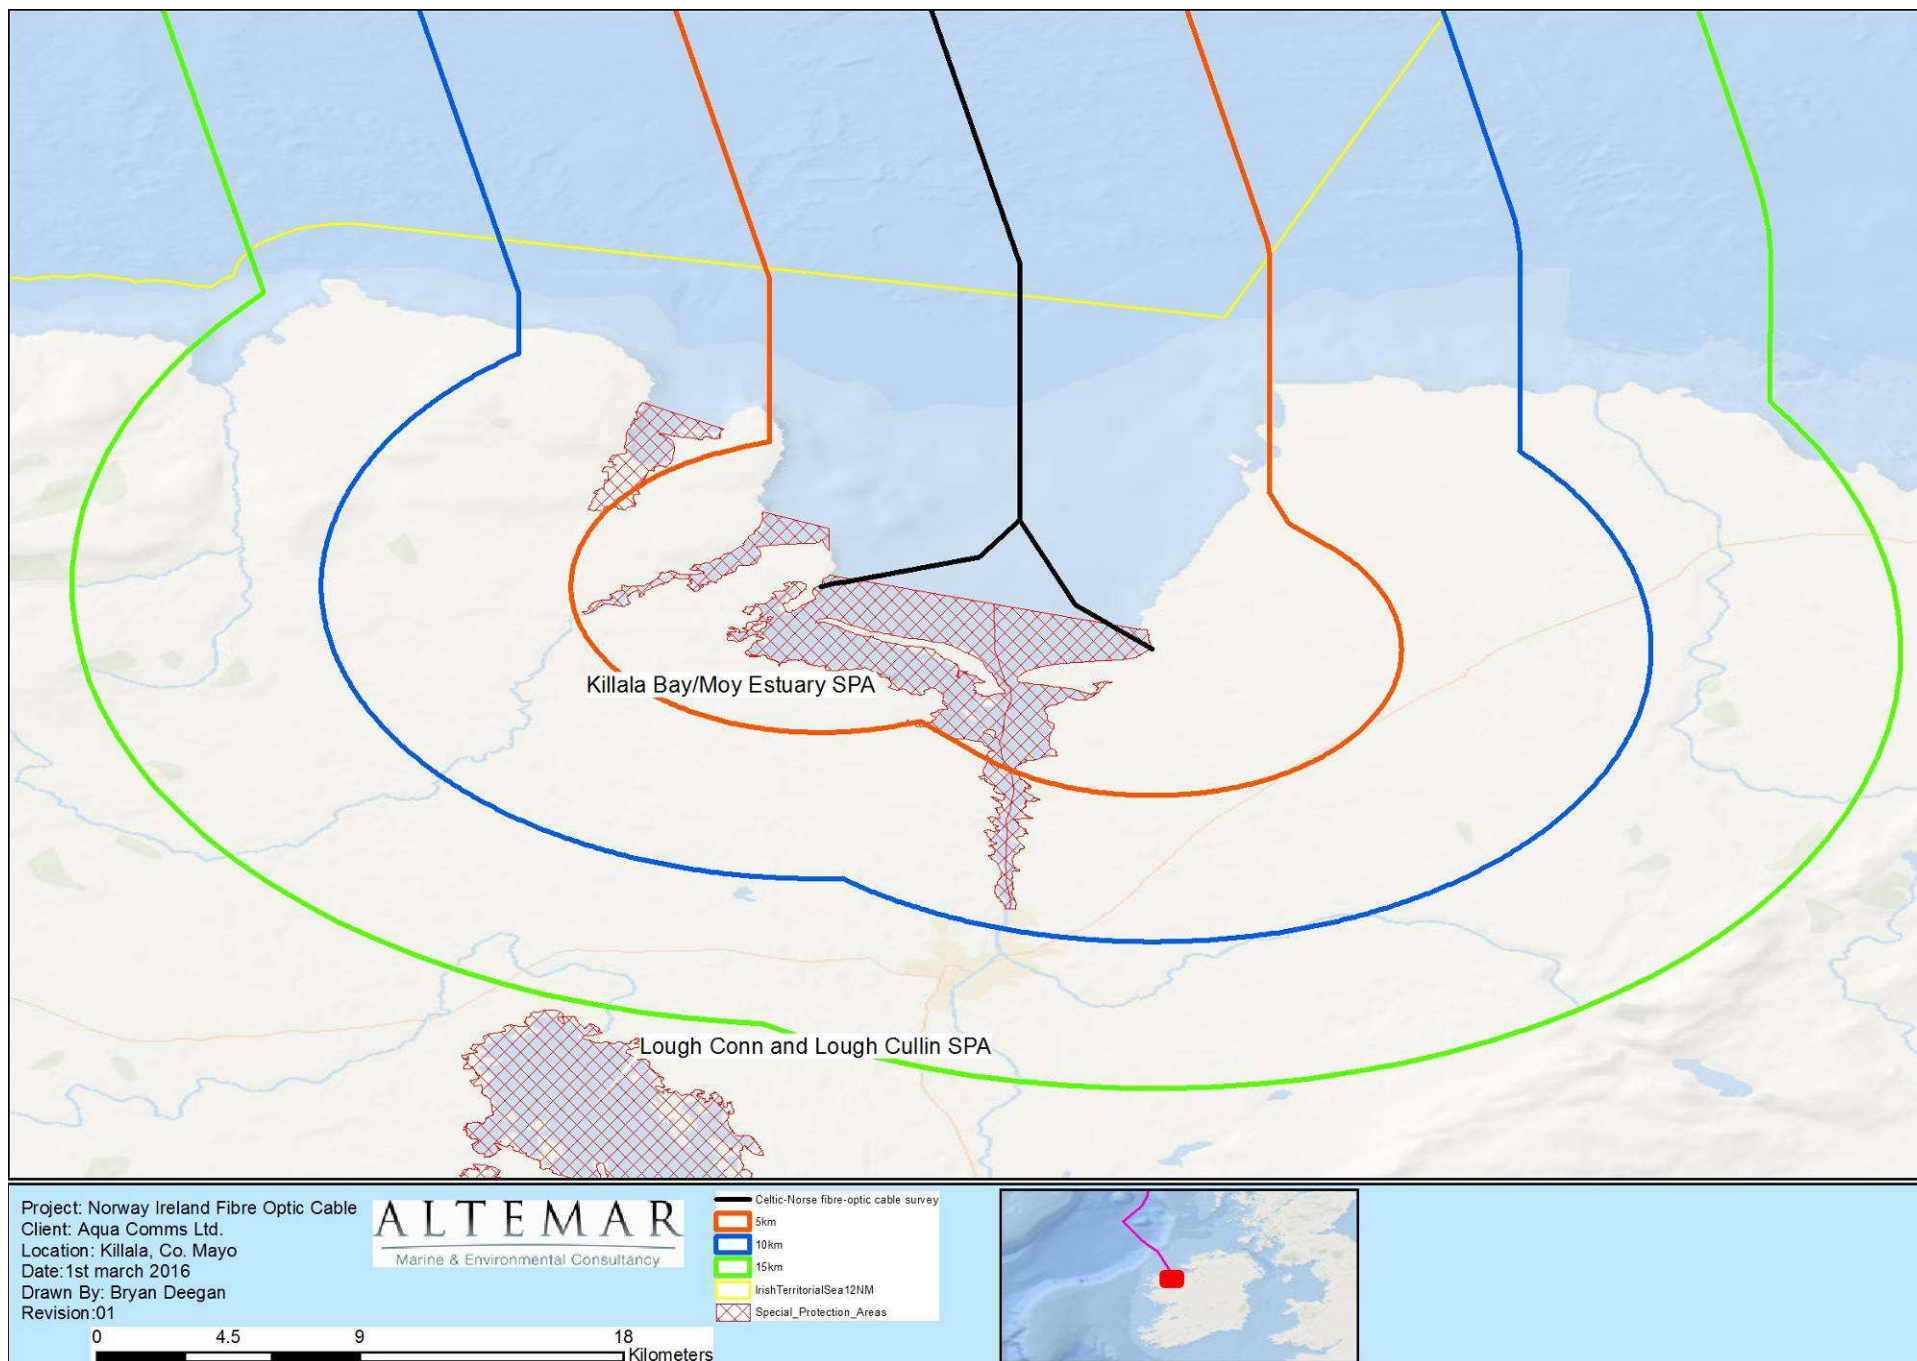 Killala Bay/Moy Estuary SPA
Lough Conn and Lough Cullin SPA
Project: Norway Ireland Fibre Optic Cable
Client: Aqua Comms Ltd.
Location: Killala, Co. Mayo
Date:1st march 2016
Drawn By: Bryan Deegan
Revision:01
ALTEMAR
Marine & Environmental Consultancy
Celtic-Norse fibre-optic cable survey
5km
10km
15km
IrishTerritorialSea12NM
Special_Protection_Areas
0 4.5 9 18
Kilometers